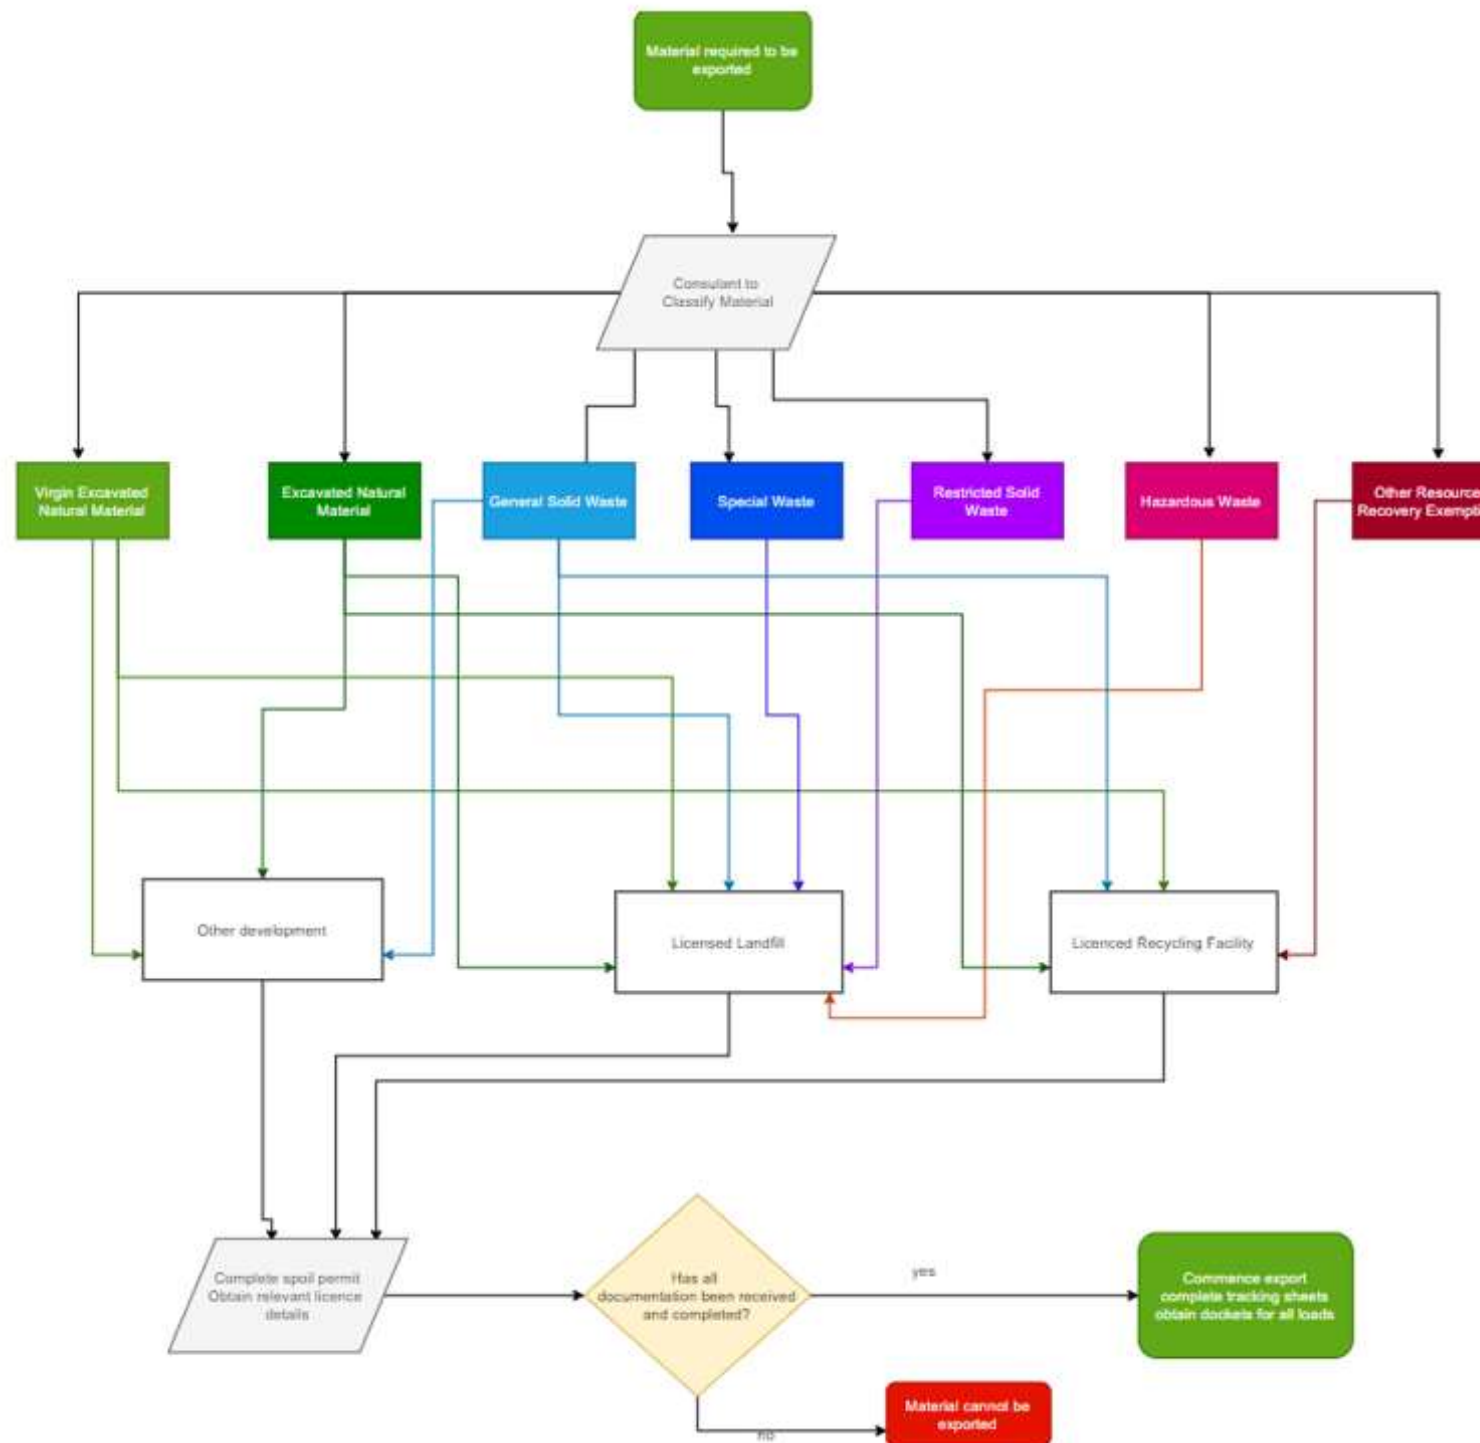 Material required to be
exported
Consulant to
Classify Material
Virgin Excavated
Natural Material
Excavated Natural
Material
General Solid Waste
Special Waste
Restricted Solid
Waste
Hazardous Waste
Other Resource
Recovery Exempti
Other development
Licensed Landfill
Licenced Recycling Facility
Complete spoil permit
Obtain relevant licence
details
Has all
documentation been received
and completed?
yes
Commence export
complete tracking sheets
obtain dockets for all loads
no
Material cannot be
exported